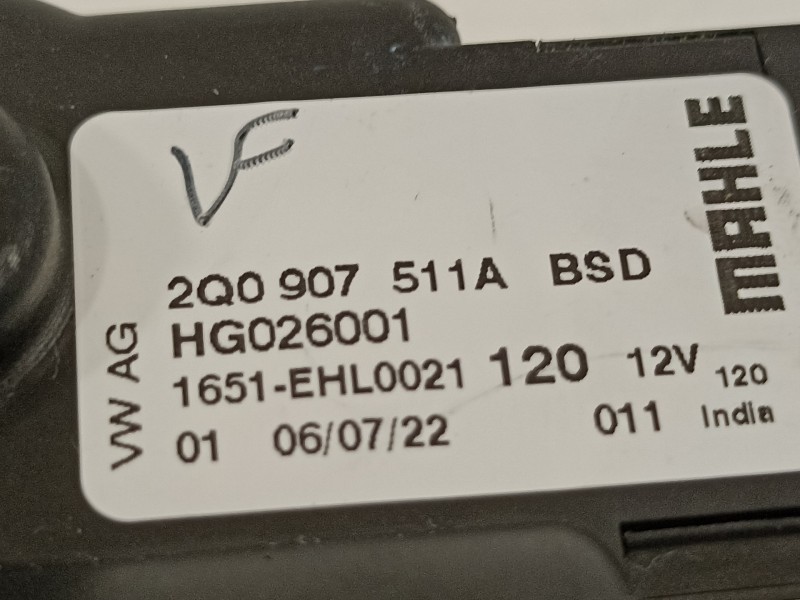 VF
MAHLE
2Q0 907 511A BSD
VW AG
HG026001
1651-EHL0021 120 12V 120
01 06/07/22 011 India